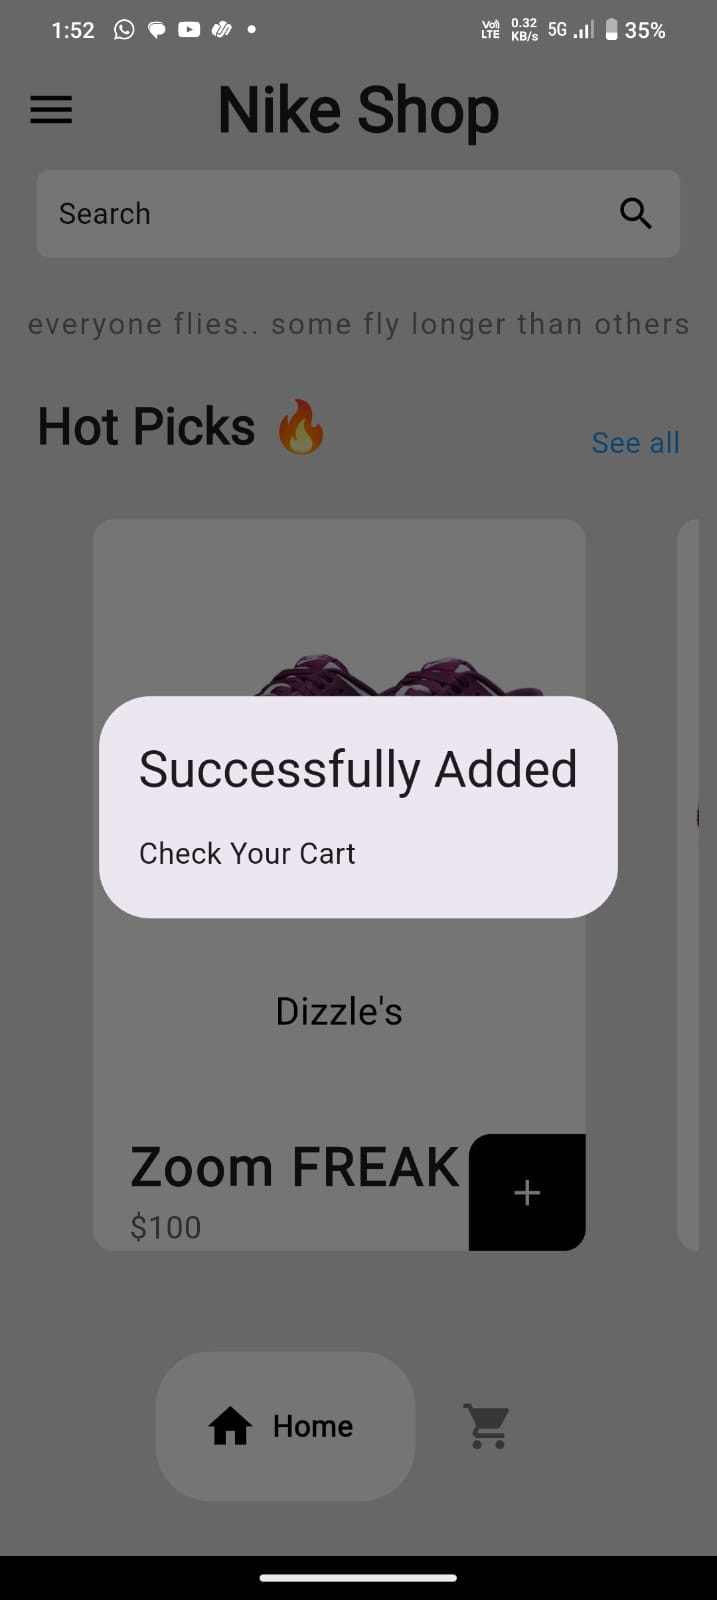 1:52 Vo) LTE 0.32 KB/s 5G 35%
Nike Shop
Search
everyone flies.. some fly longer than others
Hot Picks 🔥
See all
Successfully Added
Check Your Cart
Dizzle's
Zoom FREAK
$100
+
Home